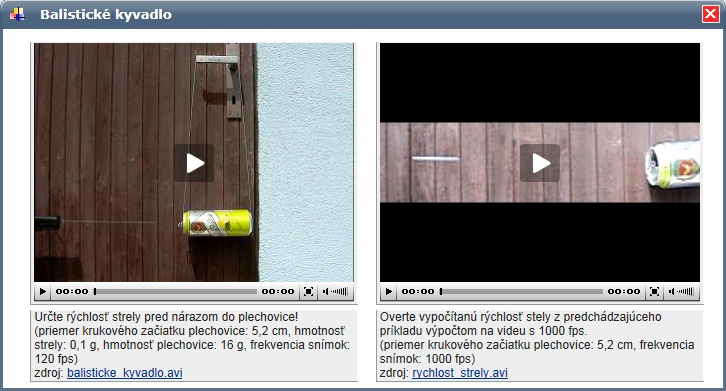 Balistické kyvadlo
00:00
00:00
00:00
00:00
Určte rýchlosť strely pred nárazom do plechovice!
(priemer krukového začiatku plechovice: 5,2 cm, hmotnosť
strely: 0,1 g, hmotnosť plechovice: 16 g, frekvencia snímok:
120 fps)
zdroj: balisticke_kyvadlo.avi
Overte vypočítanú rýchlosť stely z predchádzajúceho
príkladu výpočtom na videu s 1000 fps.
(priemer krukového začiatku plechovice: 5,2 cm, frekvencia
snímok: 1000 fps)
zdroj: rychlost_strely.avi